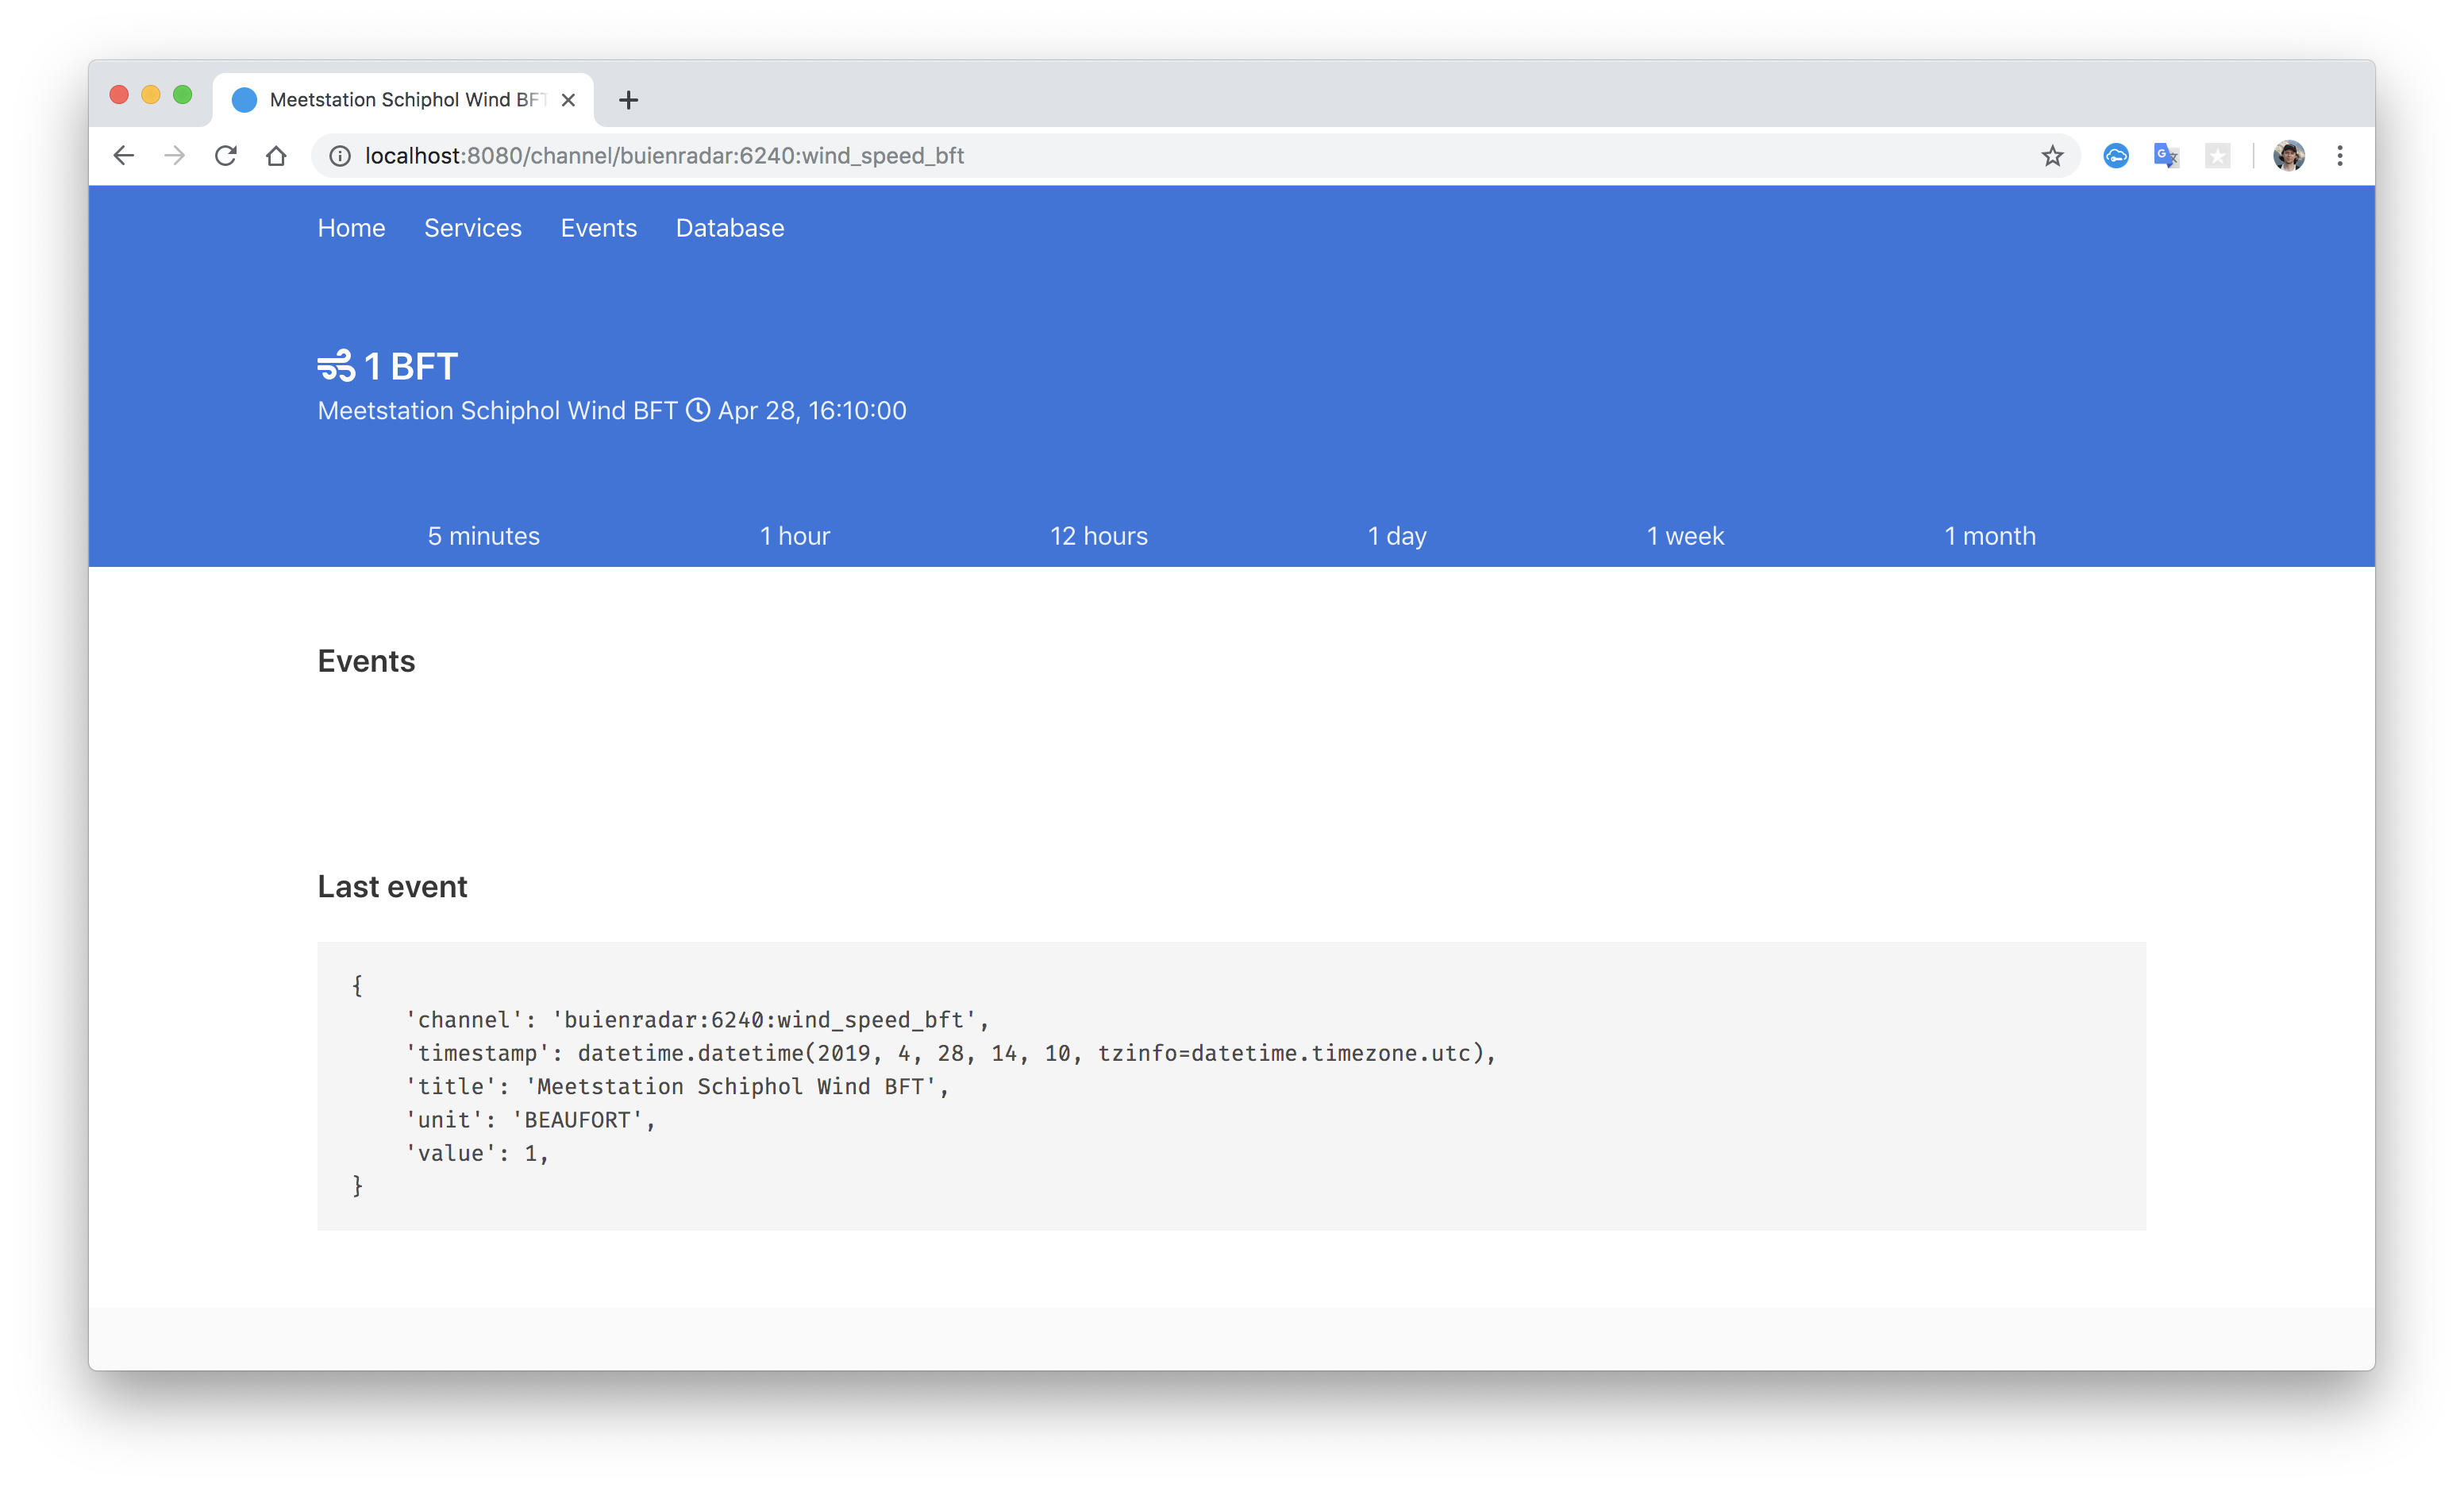 Meetstation Schiphol Wind BFT
localhost:8080/channel/buienradar:6240:wind_speed_bft
Home Services Events Database
1 BFT
Meetstation Schiphol Wind BFT Apr 28, 16:10:00
5 minutes 1 hour 12 hours 1 day 1 week 1 month
Events
Last event
{
'channel': 'buienradar:6240:wind_speed_bft',
'timestamp': datetime.datetime(2019, 4, 28, 14, 10, tzinfo=datetime.timezone.utc),
'title': 'Meetstation Schiphol Wind BFT',
'unit': 'BEAUFORT',
'value': 1,
}